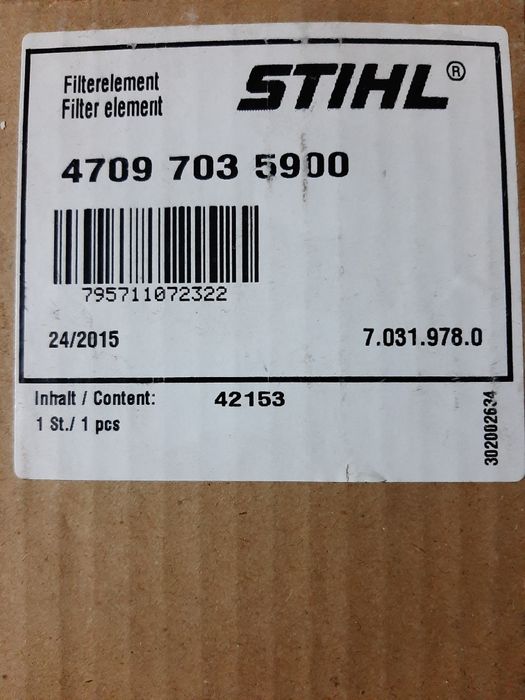 Filterelement
Filter element
STIHL®
4709 703 5900
795711072322
24/2015
7.031.978.0
Inhalt / Content:
42153
1 St./ 1 pcs
302002634